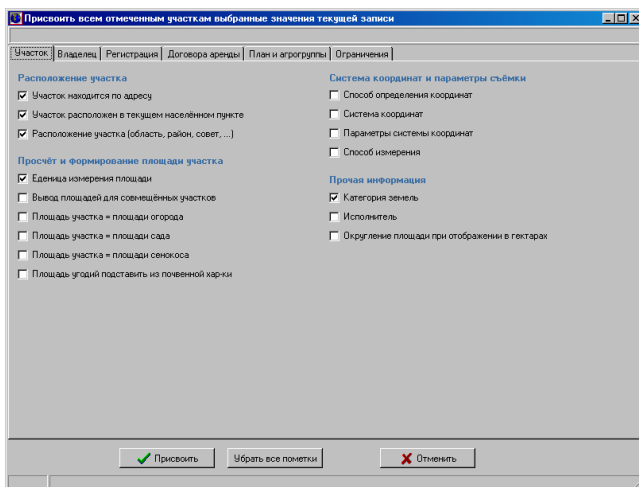 Присвоить всем отмеченным участкам выбранные значения текущей записи
Участок Владелец Регистрация Договора аренды План и агрогруппы Ограничения
Расположение участка
Участок находится по адресу
Участок расположен в текущем населённом пункте
Расположение участка (область, район, совет, ...)
Просчёт и формирование площади участка
Еденица измерения площади
Вывод площадей для совмещённых участков
Площадь участка = площади огорода
Площадь участка = площади сада
Площадь участка = площади сенокоса
Площадь угодий подставить из почвенной хар-ки
Система координат и параметры съёмки
Способ определения координат
Система координат
Параметры системы координат
Способ измерения
Прочая информация
Категория земель
Исполнитель
Округление площади при отображении в гектарах
Присвоить Убрать все пометки Отменить